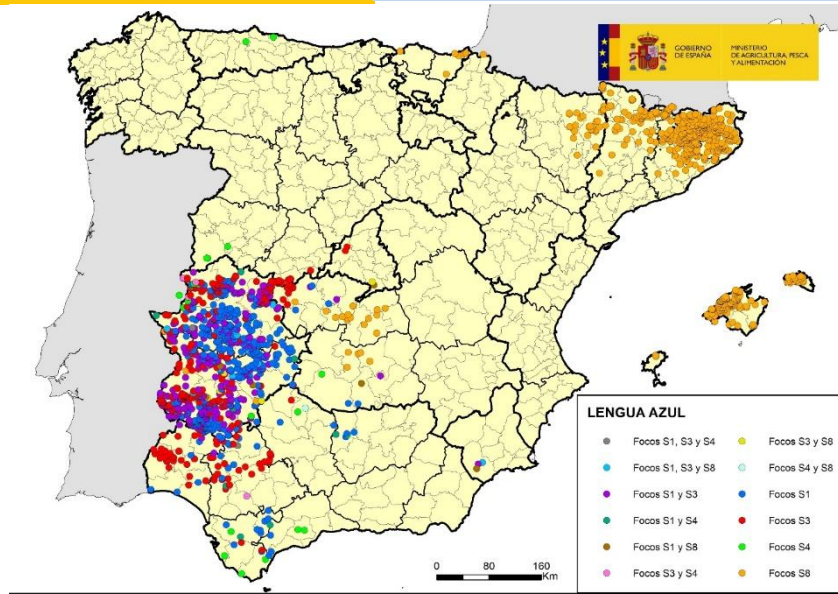 GOBIERNO
DE ESPAÑA
MINISTERIO
DE AGRICULTURA, PESCA
Y ALIMENTACIÓN
LENGUA AZUL
Focos S1, S3 y S4
Focos S1, S3 y S8
Focos S1 y S3
Focos S1 y S4
Focos S1 y S8
Focos S3 y S4
Focos S3 y S8
Focos S4 y S8
Focos S1
Focos S3
Focos S4
Focos S8
0 80 160
Km